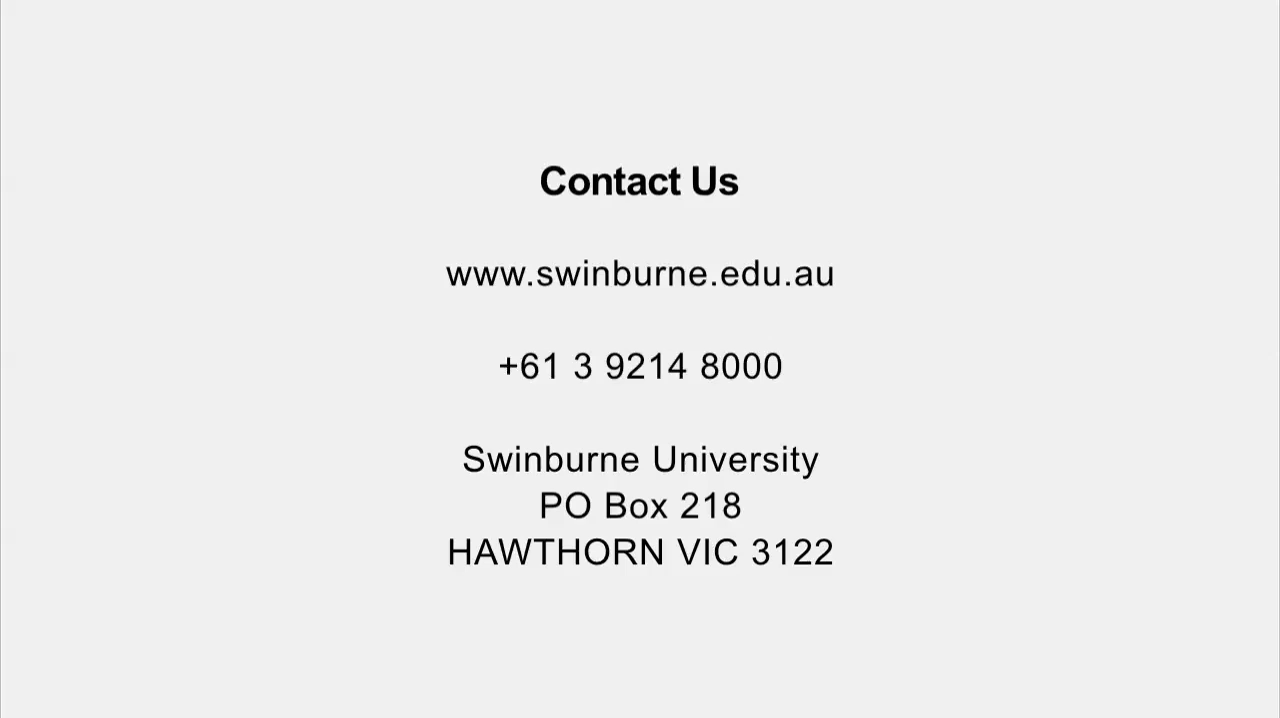 Contact Us
www.swinburne.edu.au
+61 3 9214 8000
Swinburne University
PO Box 218
HAWTHORN VIC 3122